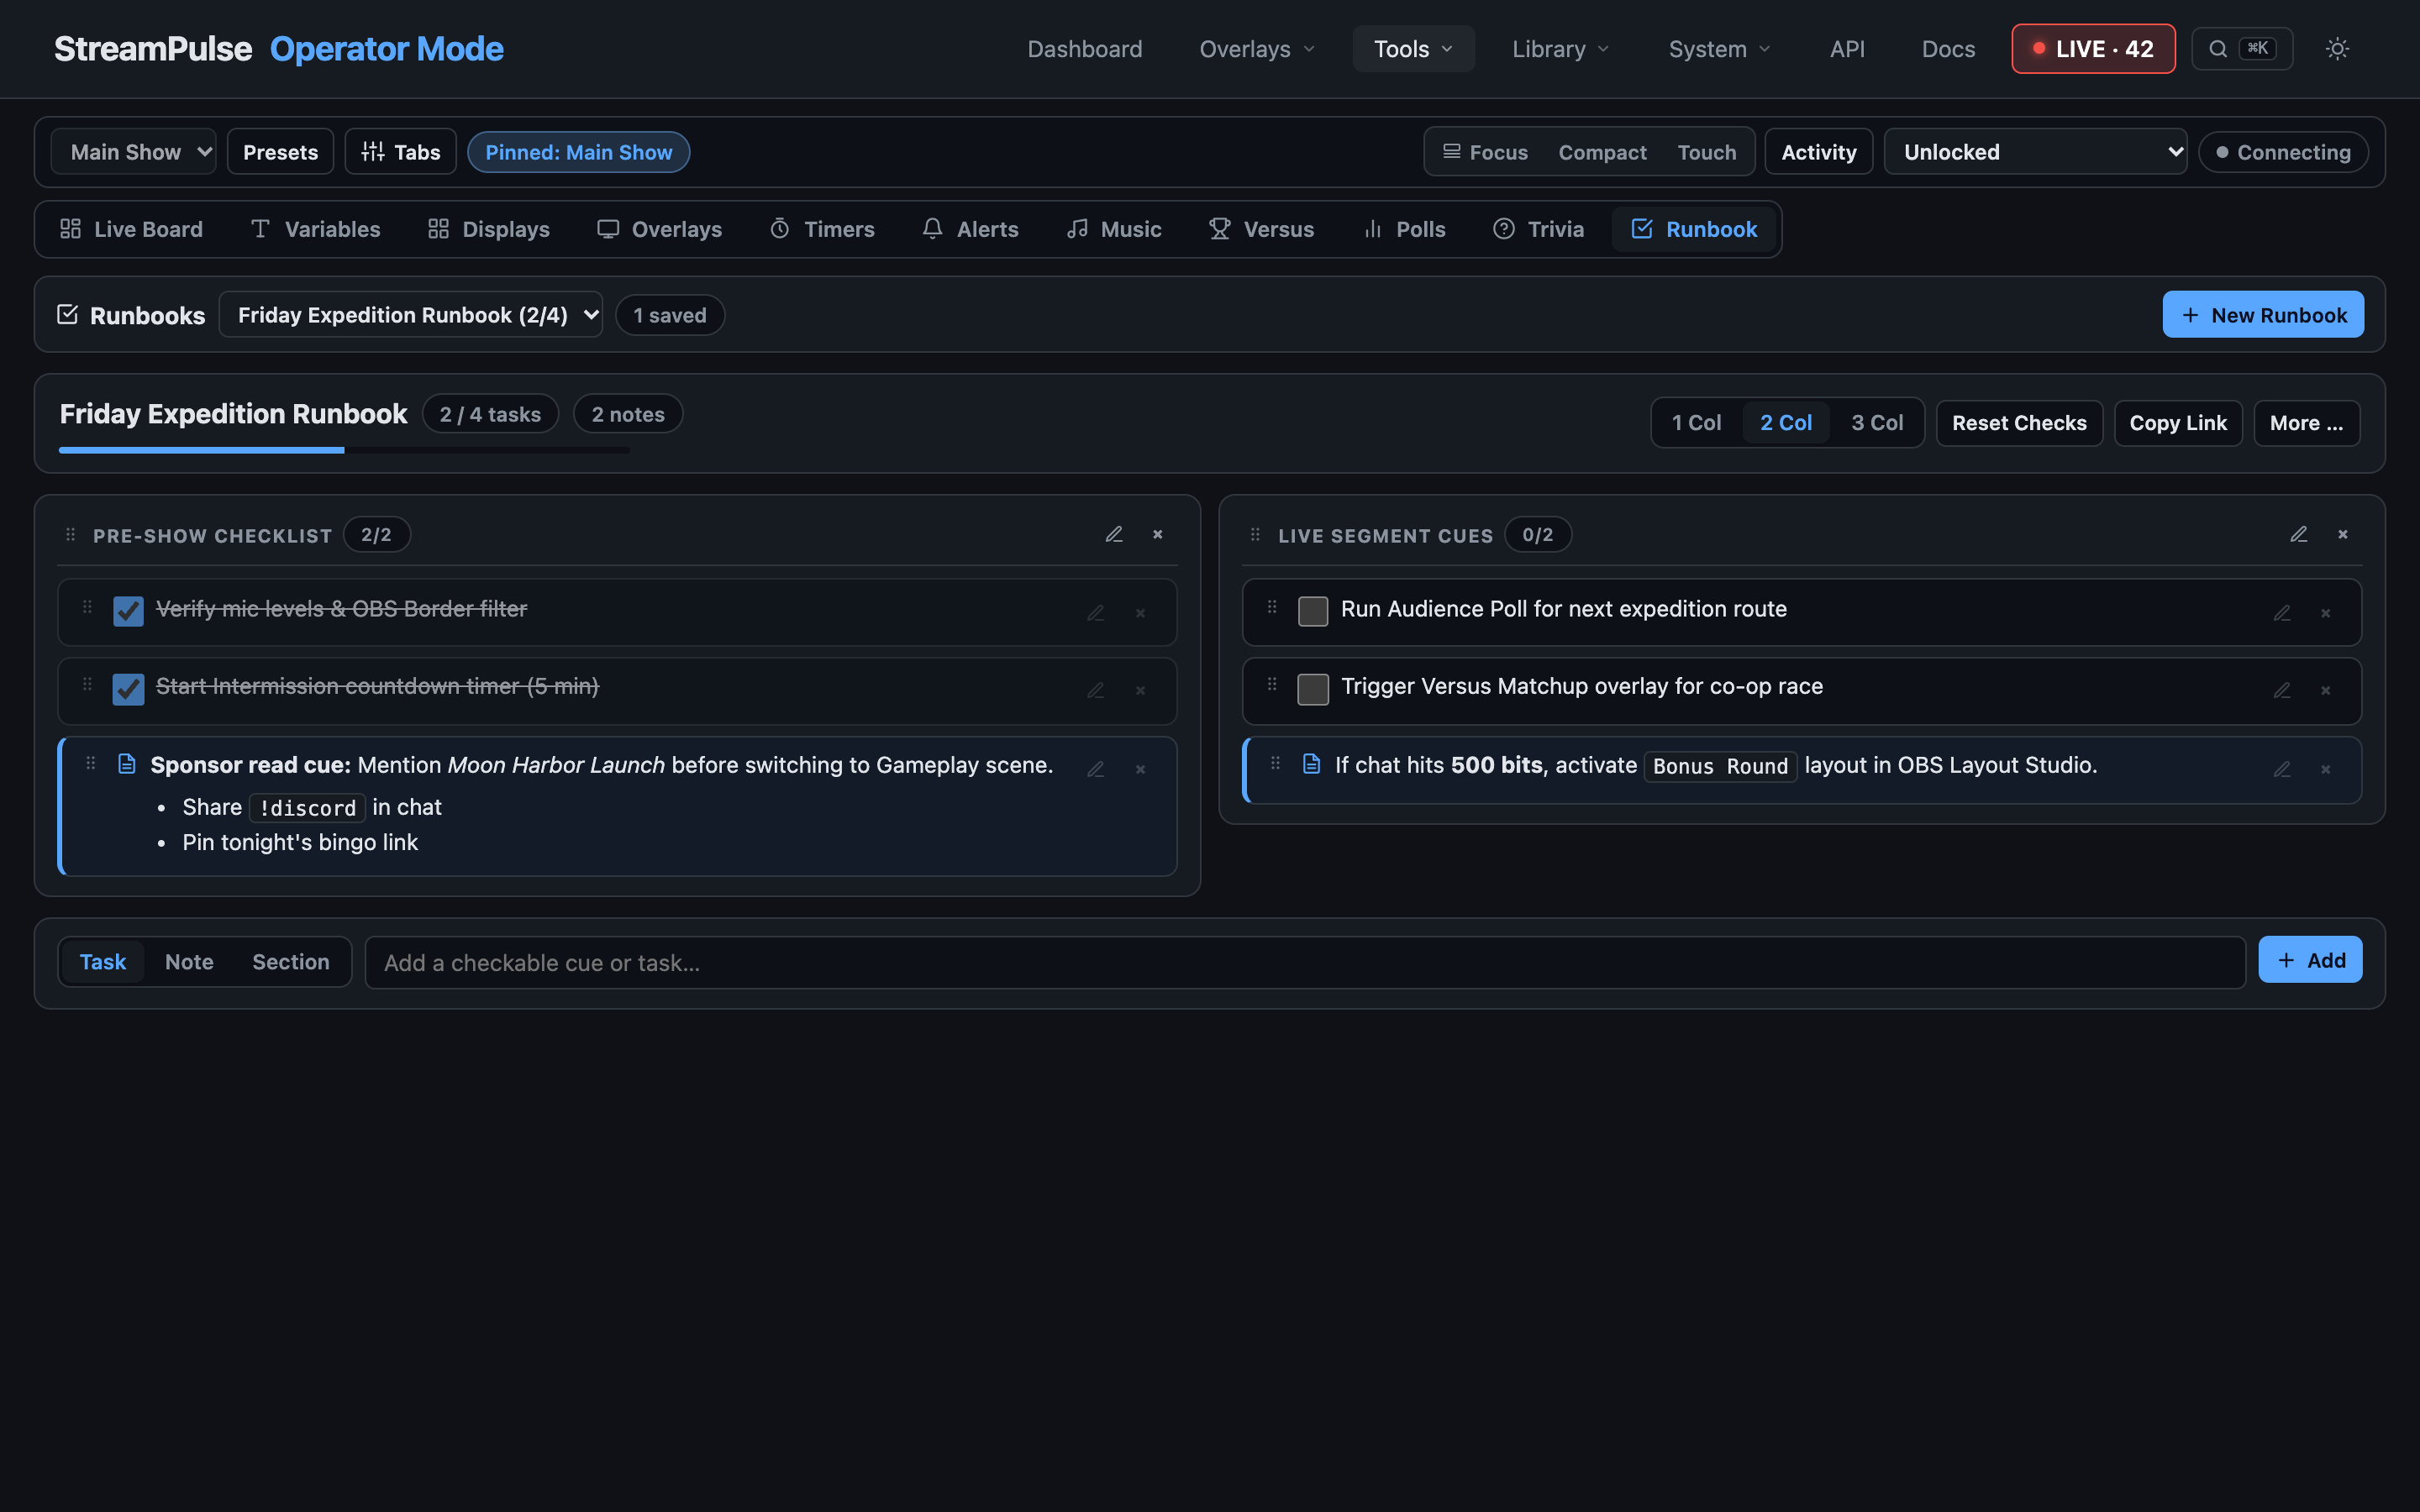 StreamPulse Operator Mode
Dashboard Overlays Tools Library System API Docs LIVE · 42 ⌘K
Main Show Presets Tabs Pinned: Main Show Focus Compact Touch Activity Unlocked Connecting
Live Board Variables Displays Overlays Timers Alerts Music Versus Polls Trivia Runbook
Runbooks Friday Expedition Runbook (2/4) 1 saved + New Runbook
Friday Expedition Runbook 2 / 4 tasks 2 notes 1 Col 2 Col 3 Col Reset Checks Copy Link More ...
PRE-SHOW CHECKLIST 2/2
Verify mic levels & OBS Border filter
Start Intermission countdown timer (5 min)
Sponsor read cue: Mention Moon Harbor Launch before switching to Gameplay scene.
• Share !discord in chat
• Pin tonight's bingo link
LIVE SEGMENT CUES 0/2
Run Audience Poll for next expedition route
Trigger Versus Matchup overlay for co-op race
If chat hits 500 bits, activate Bonus Round layout in OBS Layout Studio.
Task Note Section Add a checkable cue or task... + Add